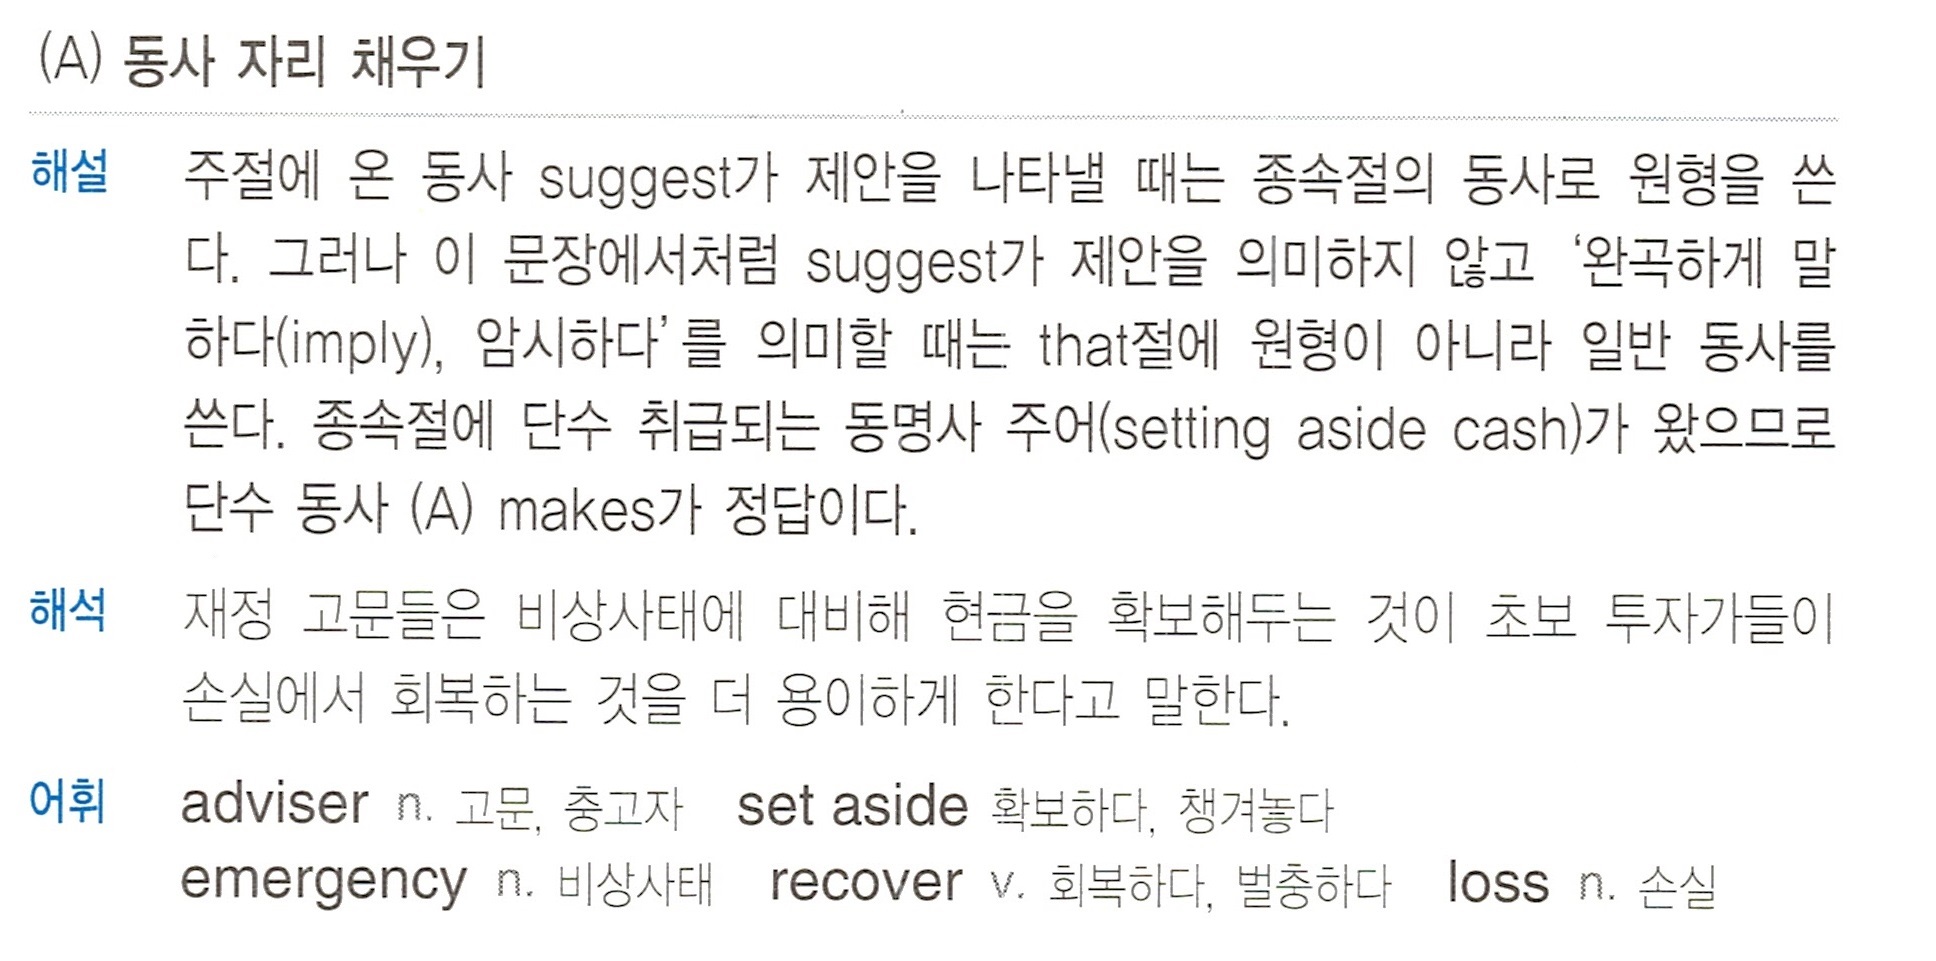 (A) 동사 자리 채우기
해설 주절에 온 동사 suggest가 제안을 나타낼 때는 종속절의 동사로 원형을 쓴
다. 그러나 이 문장에서처럼 suggest가 제안을 의미하지 않고 ‘완곡하게 말
하다(imply), 암시하다’를 의미할 때는 that절에 원형이 아니라 일반 동사를
쓴다. 종속절에 단수 취급되는 동명사 주어(setting aside cash)가 왔으므로
단수 동사 (A) makes가 정답이다.
해석 재정 고문들은 비상사태에 대비해 현금을 확보해두는 것이 초보 투자가들이
손실에서 회복하는 것을 더 용이하게 한다고 말한다.
어휘 adviser n. 고문, 충고자 set aside 확보하다, 챙겨놓다
emergency n. 비상사태 recover v. 회복하다, 벌충하다 loss n. 손실